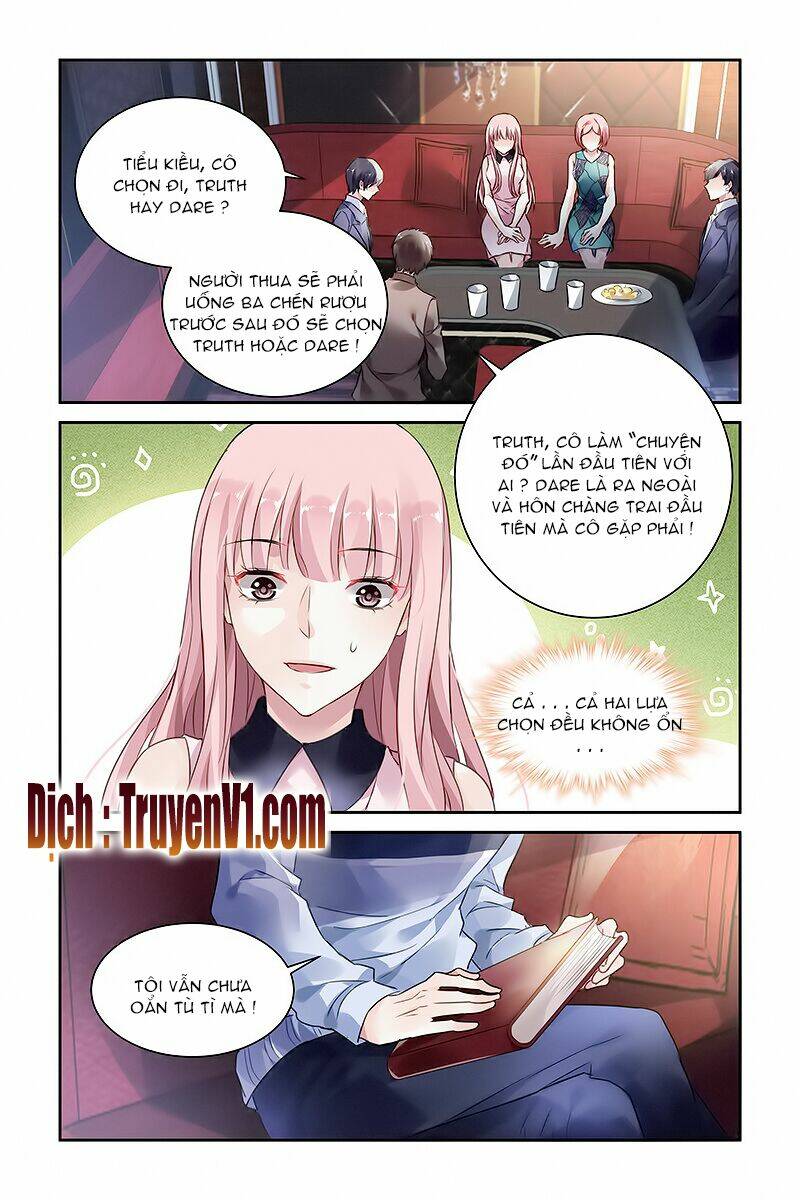 TIỂU KIỀU, CÔ
CHỌN ĐI, TRUTH
HAY DARE ?
NGƯỜI THUA SẼ PHẢI
UỐNG BA CHÉN RƯỢU
TRƯỚC SAU ĐÓ SẼ CHỌN
TRUTH HOẶC DARE !
TRUTH, CÔ LÀM “CHUYỆN
ĐÓ” LẦN ĐẦU TIÊN VỚI
AI ? DARE LÀ RA NGOÀI
VÀ HÔN CHÀNG TRAI ĐẦU
TIÊN MÀ CÔ GẶP PHẢI !
CẢ . . . CẢ HAI LỰA
CHỌN ĐỀU KHÔNG ỔN
. . .
Dịch : TruyenV1.com
TÔI VẪN CHƯA
OẲN TÙ TÌ MÀ !